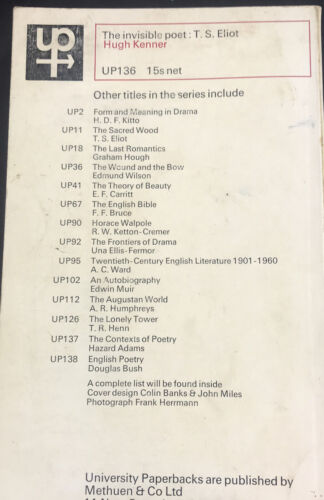 up
The invisible poet: T. S. Eliot
Hugh Kenner
UP136 15s net
Other titles in the series include
UP2 Form and Meaning in Drama
H. D. F. Kitto
UP11 The Sacred Wood
T. S. Eliot
UP18 The Last Romantics
Graham Hough
UP36 The Wound and the Bow
Edmund Wilson
UP41 The Theory of Beauty
E. F. Carritt
UP67 The English Bible
F. F. Bruce
UP90 Horace Walpole
R. W. Ketton-Cremer
UP92 The Frontiers of Drama
Una Ellis-Fermor
UP95 Twentieth-Century English Literature 1901-1960
A. C. Ward
UP102 An Autobiography
Edwin Muir
UP112 The Augustan World
A. R. Humphreys
UP126 The Lonely Tower
T. R. Henn
UP137 The Contexts of Poetry
Hazard Adams
UP138 English Poetry
Douglas Bush
A complete list will be found inside
Cover design Colin Banks & John Miles
Photograph Frank Herrmann
University Paperbacks are published by
Methuen & Co Ltd